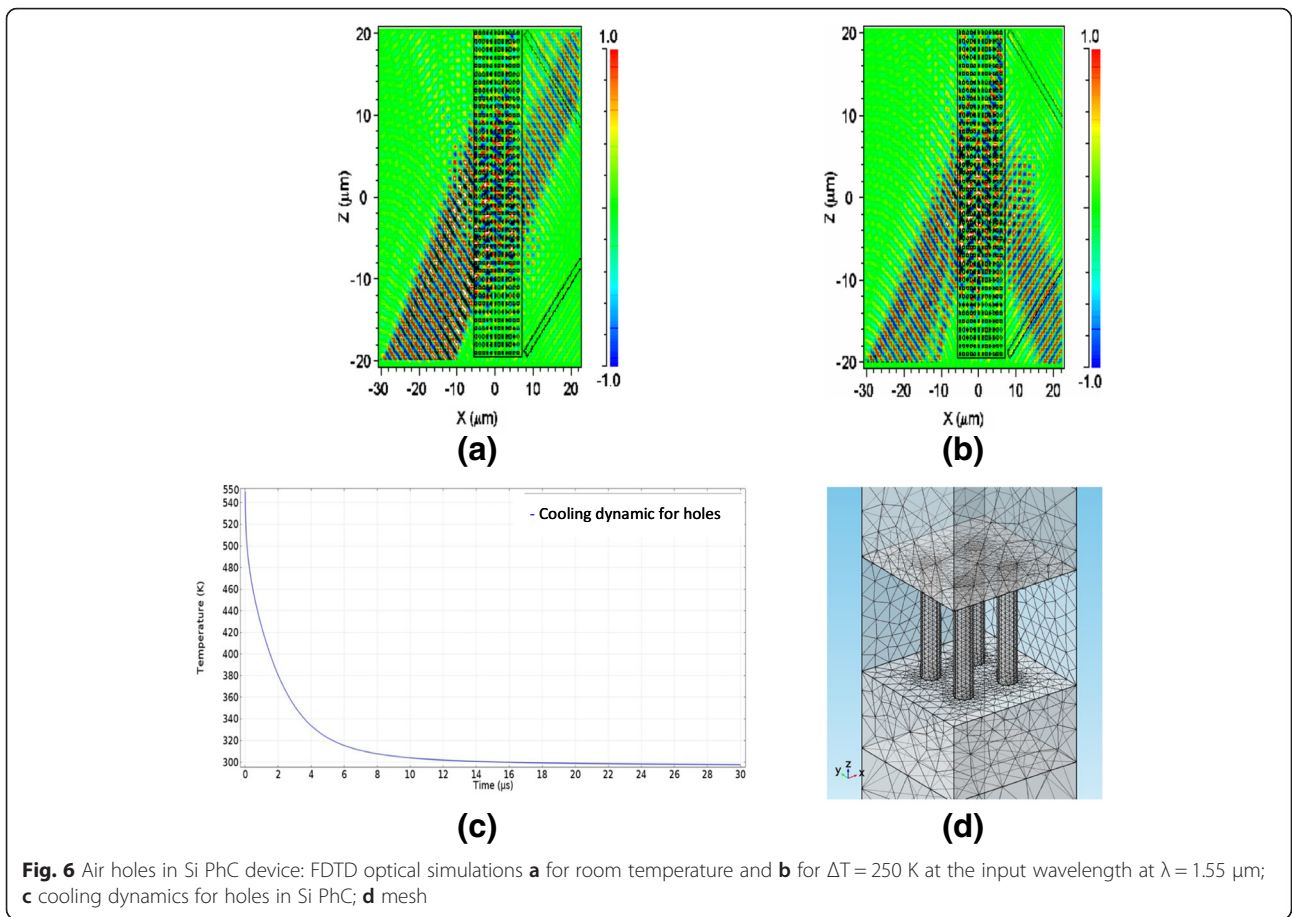 20
10
0
-10
-20
Z (μm)
-30 -20 -10 0 10 20
X (μm)
1.0
-1.0
(a)
20
10
0
-10
-20
Z (μm)
-30 -20 -10 0 10 20
X (μm)
1.0
-1.0
(b)
550
540
500
480
460
440
420
400
380
360
340
320
300
Temperature (K)
- Cooling dynamic for holes
0 2 4 6 8 10 12 14 16 18 20 22 24 26 28 30
Time (μs)
(c)
y z x
(d)
Fig. 6 Air holes in Si PhC device: FDTD optical simulations a for room temperature and b for ΔT = 250 K at the input wavelength at λ = 1.55 μm;
c cooling dynamics for holes in Si PhC; d mesh